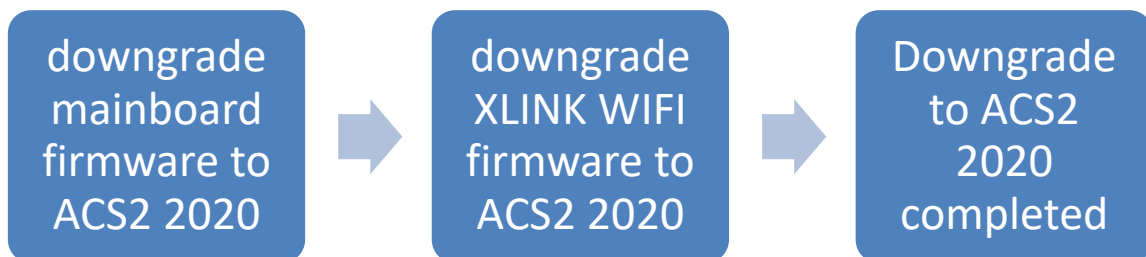 downgrade
mainboard
firmware to
ACS2 2020
downgrade
XLINK WIFI
firmware to
ACS2 2020
Downgrade
to ACS2
2020
completed